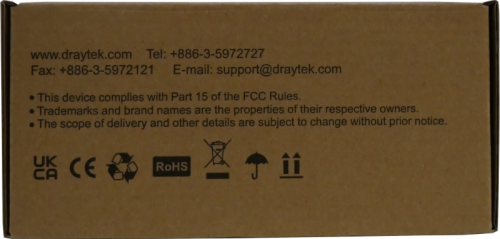 www.draytek.com Tel: +886-3-5972727
Fax: +886-3-5972121 E-mail: support@draytek.com
• This device complies with Part 15 of the FCC Rules.
• Trademarks and brand names are the properties of their respective owners.
• The scope of delivery and other details are subject to change without prior notice.
UK CE RoHS
CA